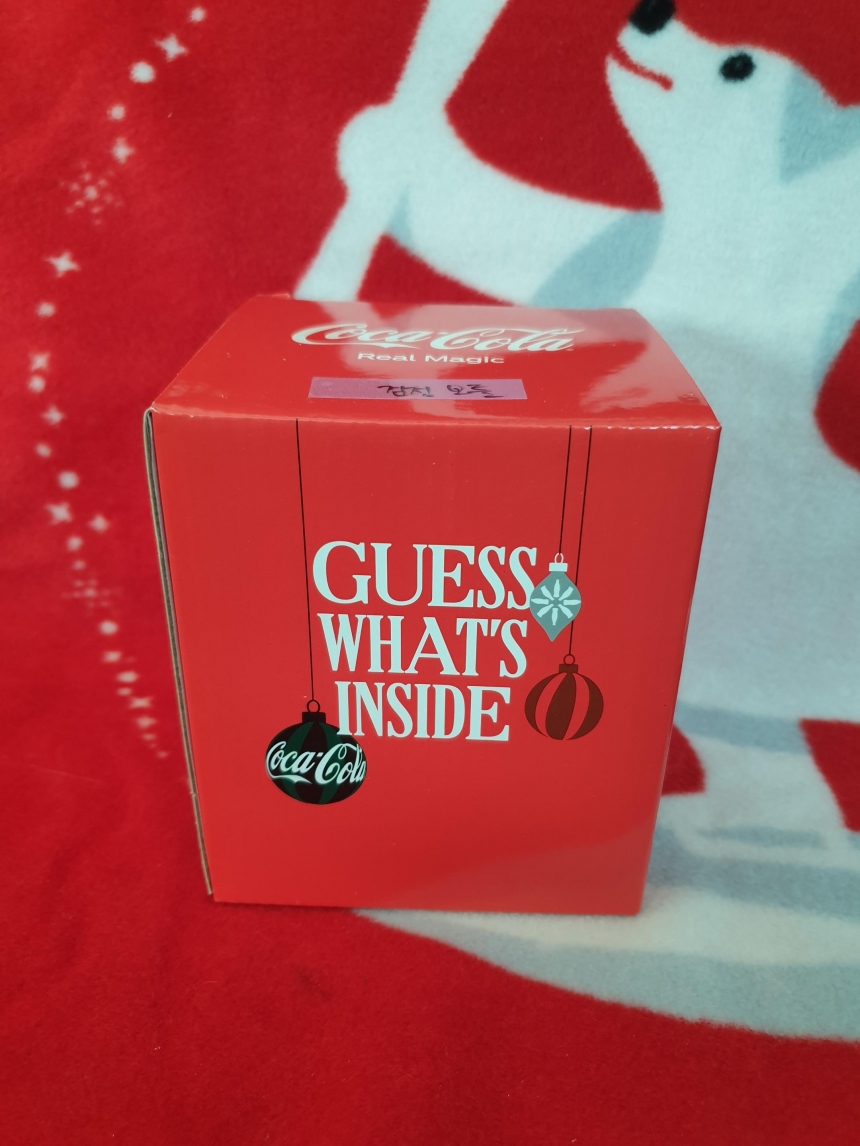 Coca-Cola
Real Magic
GUESS
WHAT'S
INSIDE
Coca-Cola